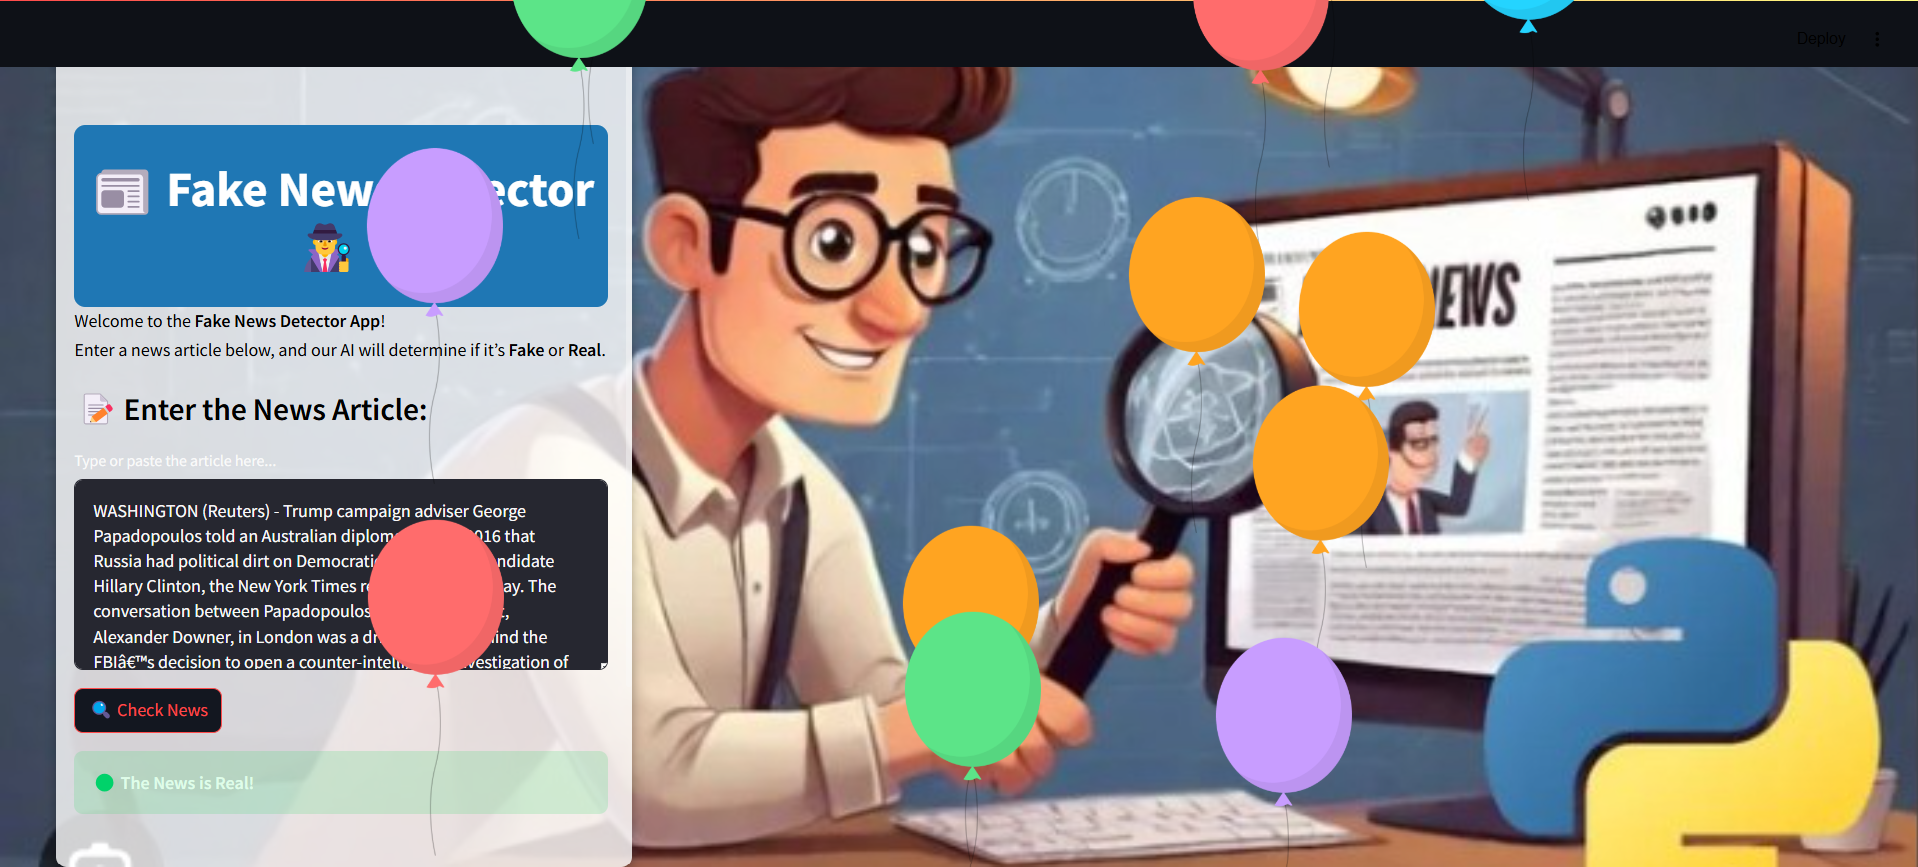 Deploy
Fake New ector
Welcome to the Fake News Detector App!
Enter a news article below, and our AI will determine if it’s Fake or Real.
Enter the News Article:
Type or paste the article here...
WASHINGTON (Reuters) - Trump campaign adviser George
Papadopoulos told an Australian diplom 016 that
Russia had political dirt on Democrati ndidate
Hillary Clinton, the New York Times r ay. The
conversation between Papadopoulos ,
Alexander Downer, in London was a dr ind the
FBIâ€™s decision to open a counter-intelli vestigation of
Check News
The News is Real!
NEWS